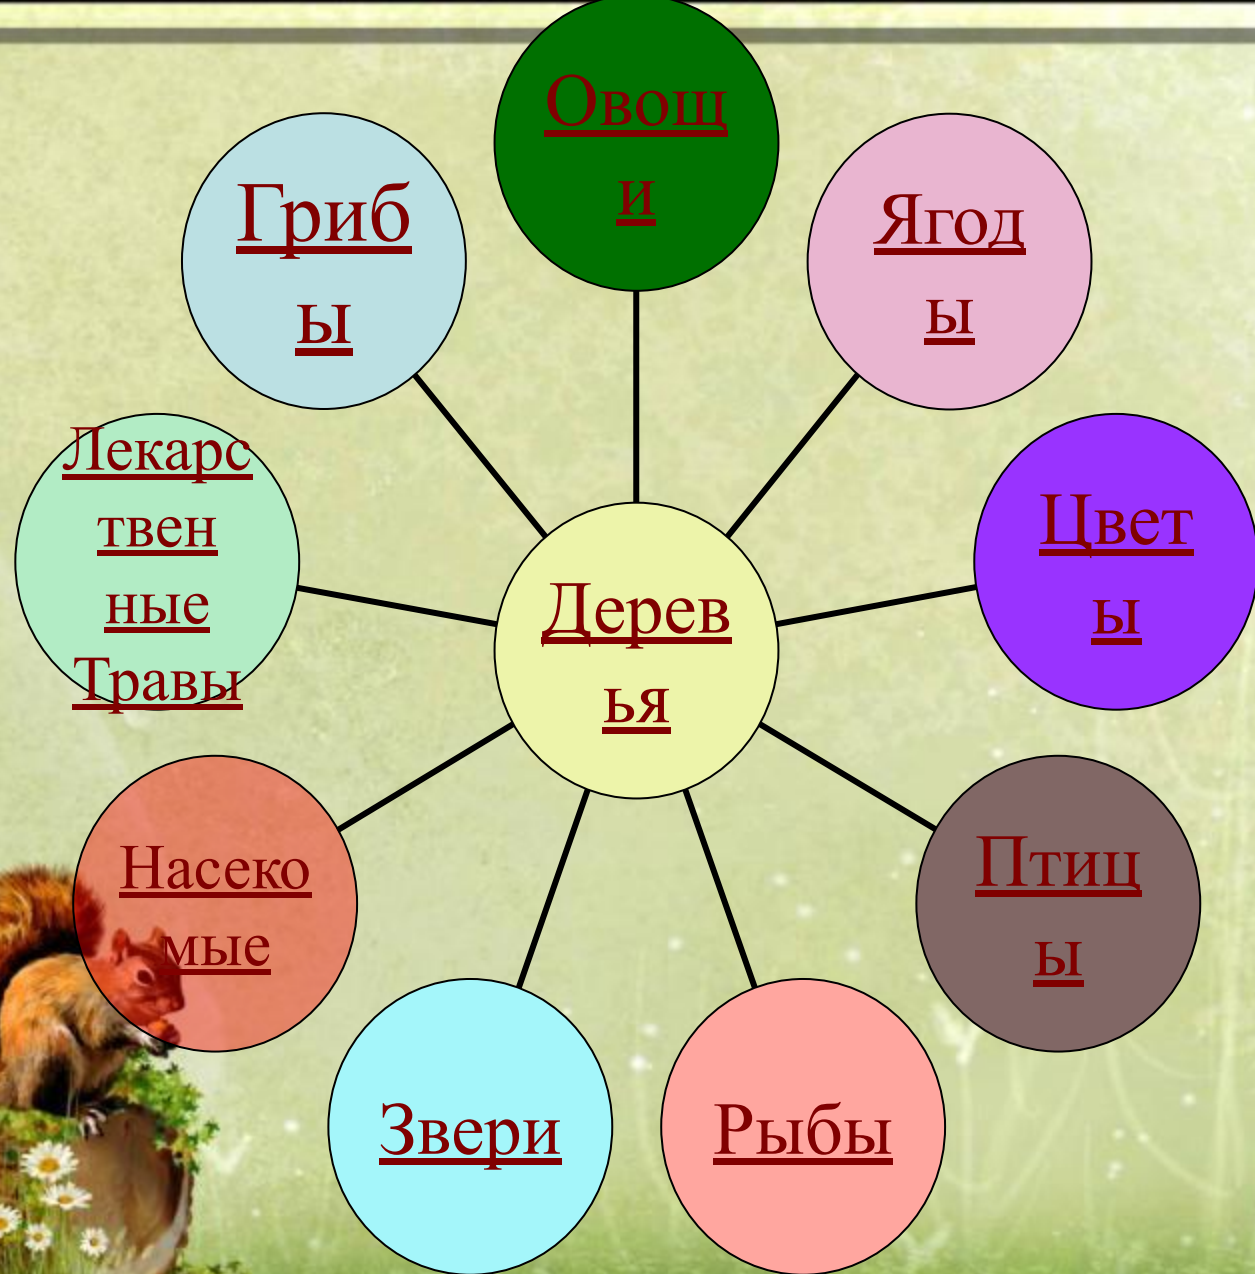 Овощ
и
Гриб
ы
Ягод
ы
Лекарс
твен
ные
Травы
Цвет
ы
Дерев
ья
Насеко
мые
Птиц
ы
Звери
Рыбы